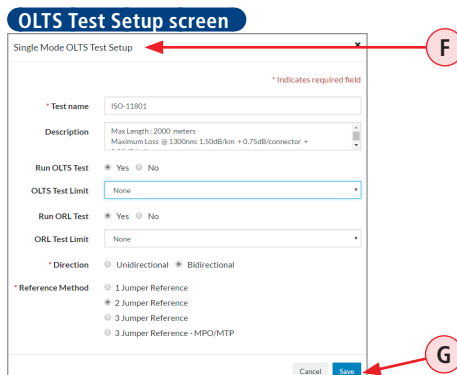 OLTS Test Setup screen
Single Mode OLTS Test Setup
x
F
* Indicates required field
* Test name ISO-11801
Description Max Length : 2000 meters
Maximum Loss @ 1300nm: 1.50dB/km + 0.75dB/connector +
Run OLTS Test Yes No
OLTS Test Limit None
Run ORL Test Yes No
ORL Test Limit None
* Direction Unidirectional Bidirectional
* Reference Method 1 Jumper Reference
2 Jumper Reference
3 Jumper Reference
3 Jumper Reference - MPO/MTP
Cancel Save
G